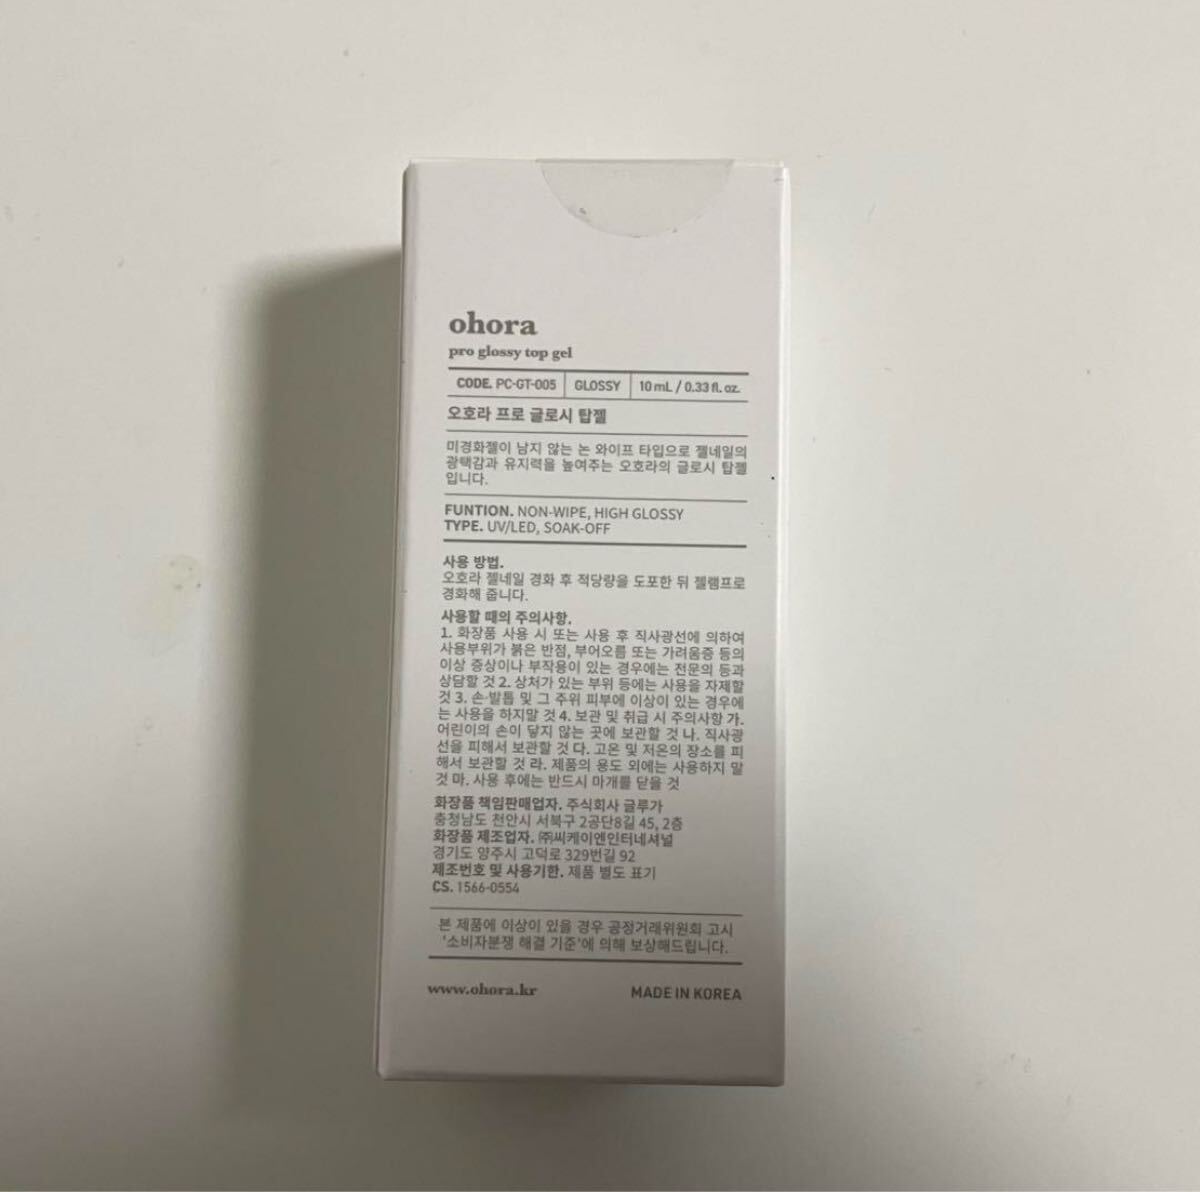 ohora
pro glossy top gel
CODE. PC-GT-005 GLOSSY 10 mL / 0.33 fl. oz.
오호라 프로 글로시 탑젤
미경화젤이 남지 않는 논 와이프 타입으로 젤네일의
광택감과 유지력을 높여주는 오호라의 글로시 탑젤
입니다.
FUNTION. NON-WIPE, HIGH GLOSSY
TYPE. UV/LED, SOAK-OFF
사용 방법.
오호라 젤네일 경화 후 적당량을 도포한 뒤 젤램프로
경화해 줍니다.
사용할 때의 주의사항.
1. 화장품 사용 시 또는 사용 후 직사광선에 의하여
사용부위가 붉은 반점, 부어오름 또는 가려움증 등의
이상 증상이나 부작용이 있는 경우에는 전문의 등과
상담할 것 2. 상처가 있는 부위 등에는 사용을 자제할
것 3. 손·발톱 및 그 주위 피부에 이상이 있는 경우에
는 사용을 하지말 것 4. 보관 및 취급 시 주의사항 가.
어린이의 손이 닿지 않는 곳에 보관할 것 나. 직사광
선을 피해서 보관할 것 다. 고온 및 저온의 장소를 피
해서 보관할 것 라. 제품의 용도 외에는 사용하지 말
것 마. 사용 후에는 반드시 마개를 닫을 것
화장품 책임판매업자. 주식회사 글루가
충청남도 천안시 서북구 2공단8길 45, 2층
화장품 제조업자. ㈜씨케이엔인터네셔널
경기도 양주시 고덕로 329번길 92
제조번호 및 사용기한. 제품 별도 표기
CS. 1566-0554
본 제품에 이상이 있을 경우 공정거래위원회 고시
'소비자분쟁 해결 기준'에 의해 보상해드립니다.
www.ohora.kr MADE IN KOREA